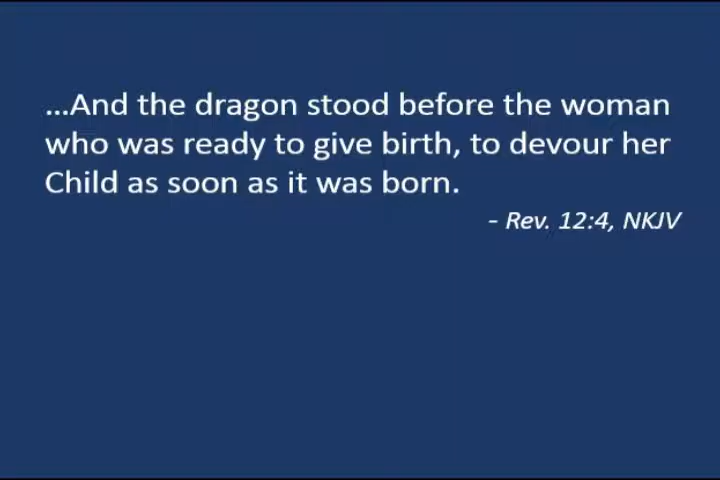 ...And the dragon stood before the woman
who was ready to give birth, to devour her
Child as soon as it was born.
- Rev. 12:4, NKJV